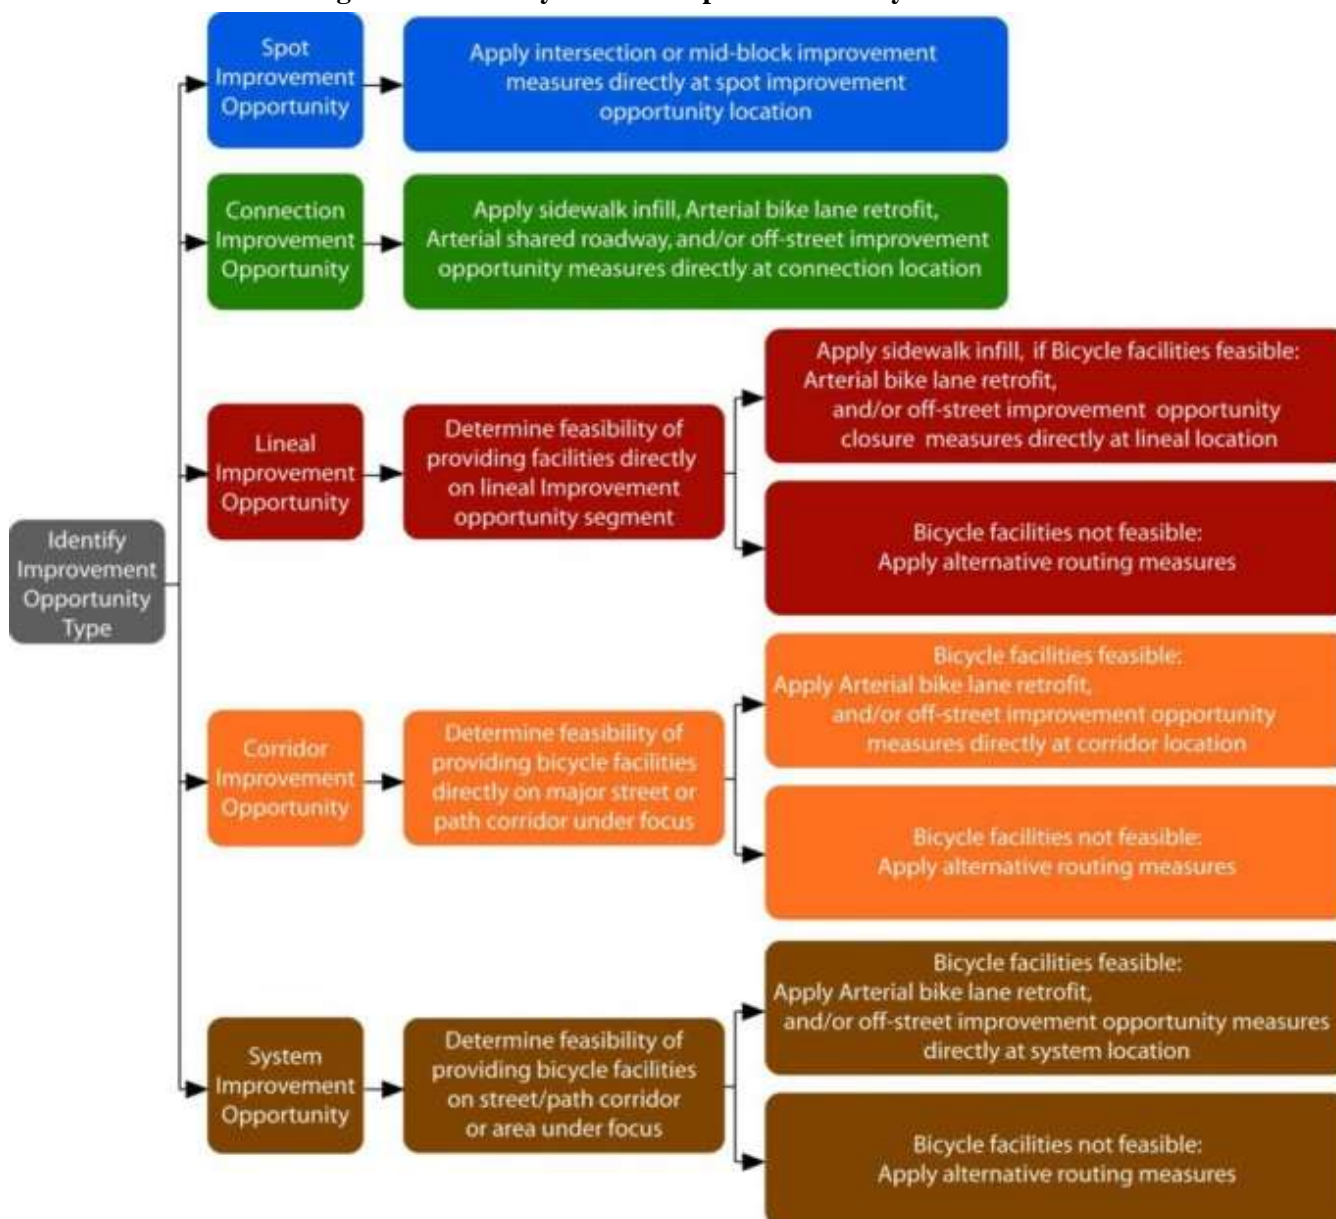 Spot
Improvement
Opportunity
Apply intersection or mid-block improvement
measures directly at spot improvement
opportunity location
Connection
Improvement
Opportunity
Apply sidewalk infill, Arterial bike lane retrofit,
Arterial shared roadway, and/or off-street improvement
opportunity measures directly at connection location
Identify
Improvement
Opportunity
Type
Lineal
Improvement
Opportunity
Determine feasibility of
providing facilities directly
on lineal Improvement
opportunity segment
Apply sidewalk infill, if Bicycle facilities feasible:
Arterial bike lane retrofit,
and/or off-street improvement opportunity
closure measures directly at lineal location
Bicycle facilities not feasible:
Apply alternative routing measures
Corridor
Improvement
Opportunity
Determine feasibility of
providing bicycle facilities
directly on major street or
path corridor under focus
Bicycle facilities feasible:
Apply Arterial bike lane retrofit,
and/or off-street improvement opportunity
measures directly at corridor location
Bicycle facilities not feasible:
Apply alternative routing measures
System
Improvement
Opportunity
Determine feasibility of
providing bicycle facilities
on street/path corridor
or area under focus
Bicycle facilities feasible:
Apply Arterial bike lane retrofit,
and/or off-street improvement opportunity measures
directly at system location
Bicycle facilities not feasible:
Apply alternative routing measures